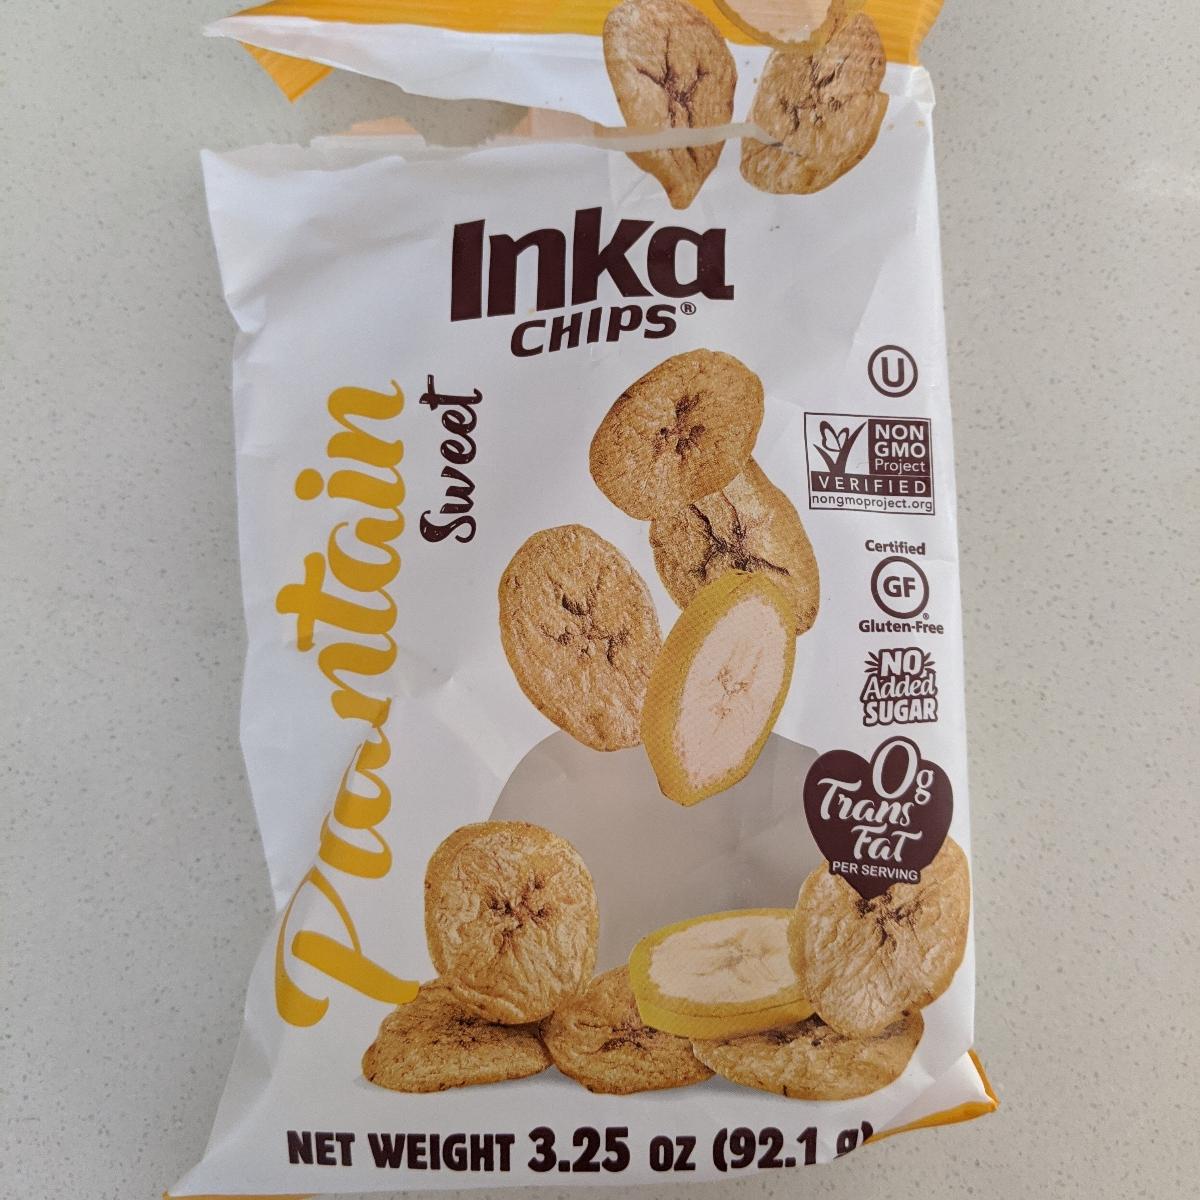 Inka
CHIPS®
Plantain
Sweet
U
NON
GMO
Project
VERIFIED
nongmoproject.org
Certified
GF®
Gluten-Free
NO
Added
SUGAR
0g
Trans
Fat
PER SERVING
NET WEIGHT 3.25 OZ (92.1 g)